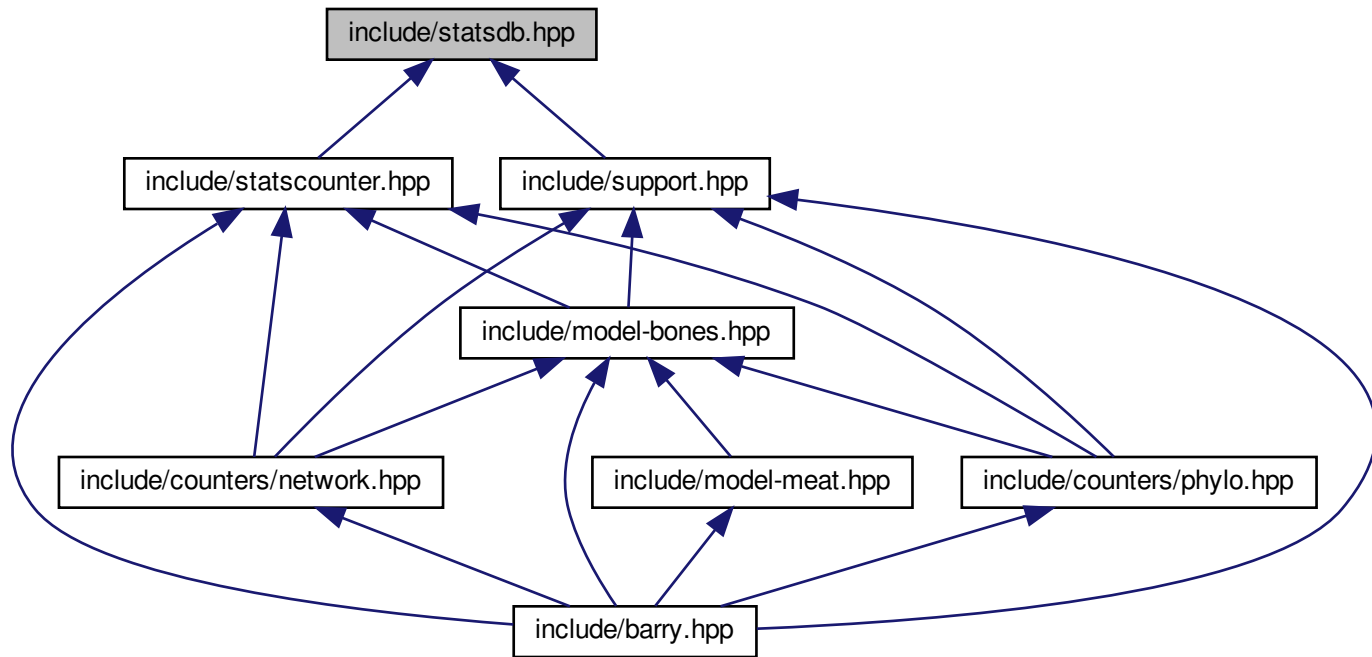 include/statsdb.hpp
include/statscounter.hpp
include/support.hpp
include/model-bones.hpp
include/counters/network.hpp
include/model-meat.hpp
include/counters/phylo.hpp
include/barry.hpp